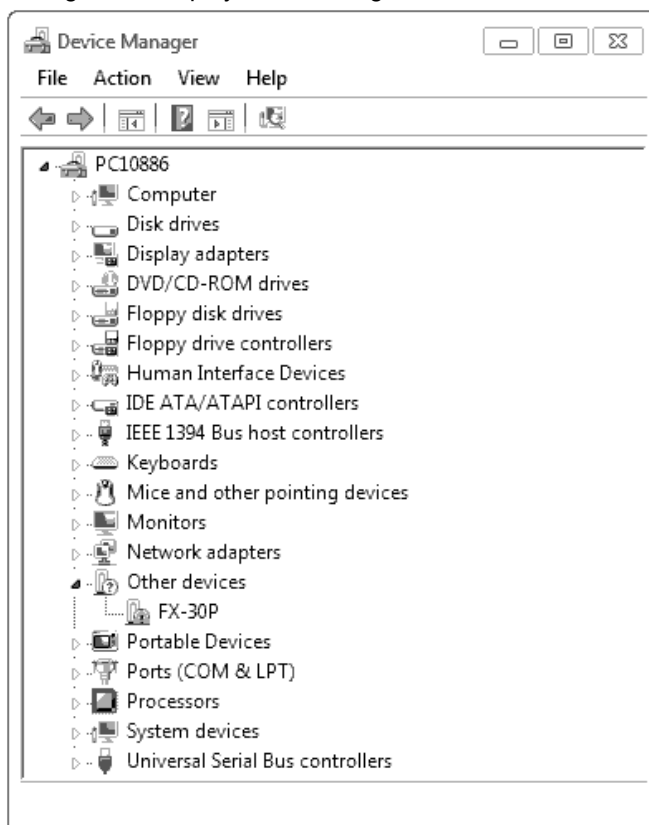 Device Manager
File Action View Help
PC10886
Computer
Disk drives
Display adapters
DVD/CD-ROM drives
Floppy disk drives
Floppy drive controllers
Human Interface Devices
IDE ATA/ATAPI controllers
IEEE 1394 Bus host controllers
Keyboards
Mice and other pointing devices
Monitors
Network adapters
Other devices
FX-30P
Portable Devices
Ports (COM & LPT)
Processors
System devices
Universal Serial Bus controllers